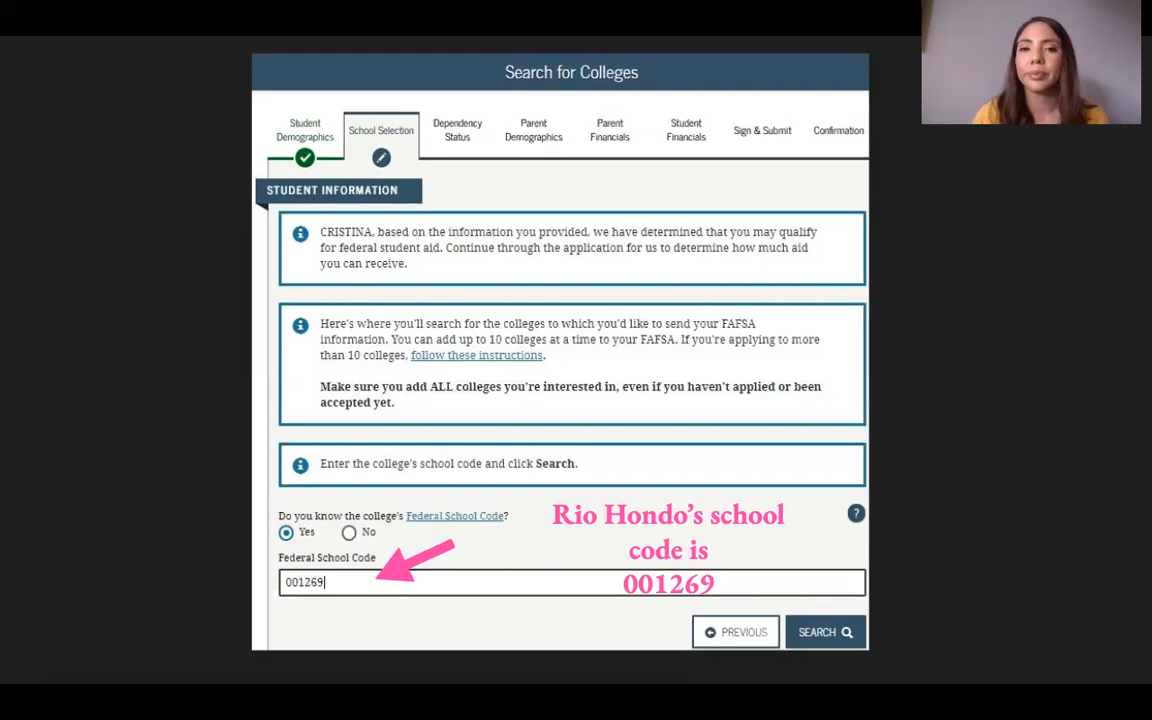 Search for Colleges
Student
Demographics
School Selection
Dependency
Status
Parent
Demographics
Parent
Financials
Student
Financials
Sign & Submit
Confirmation
STUDENT INFORMATION
CRISTINA, based on the information you provided, we have determined that you may qualify
for federal student aid. Continue through the application for us to determine how much aid
you can receive.
Here's where you'll search for the colleges to which you'd like to send your FAFSA
information. You can add up to 10 colleges at a time to your FAFSA. If you're applying to more
than 10 colleges, follow these instructions.
Make sure you add ALL colleges you're interested in, even if you haven't applied or been
accepted yet.
Enter the college's school code and click Search.
Do you know the college's Federal School Code?
Yes No
Federal School Code
001269
Rio Hondo's school
code is
001269
?
PREVIOUS
SEARCH